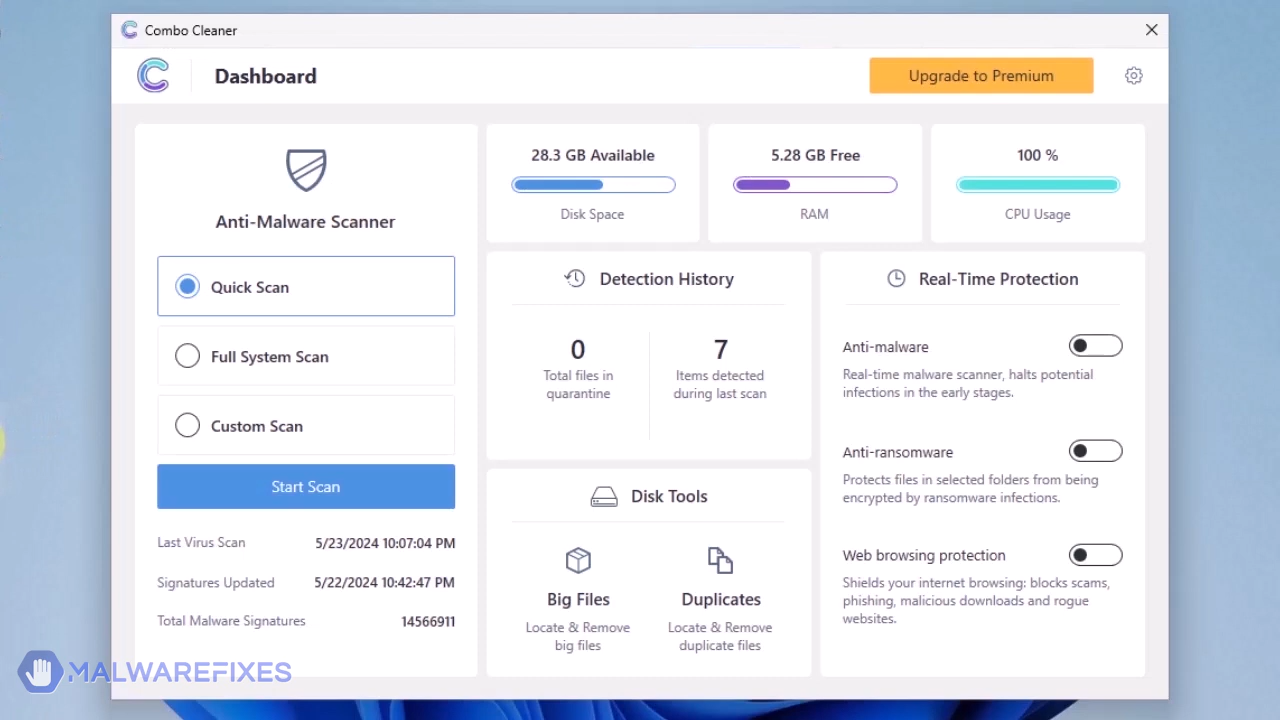 Combo Cleaner
Dashboard
Upgrade to Premium
Anti-Malware Scanner
Quick Scan
Full System Scan
Custom Scan
Start Scan
Last Virus Scan 5/23/2024 10:07:04 PM
Signatures Updated 5/22/2024 10:42:47 PM
Total Malware Signatures 14566911
28.3 GB Available
Disk Space
5.28 GB Free
RAM
100 %
CPU Usage
Detection History
0
Total files in
quarantine
7
Items detected
during last scan
Disk Tools
Big Files
Locate & Remove
big files
Duplicates
Locate & Remove
duplicate files
Real-Time Protection
Anti-malware
Real-time malware scanner, halts potential
infections in the early stages.
Anti-ransomware
Protects files in selected folders from being
encrypted by ransomware infections.
Web browsing protection
Shields your internet browsing: blocks scams,
phishing, malicious downloads and rogue
websites.
MALWAREFIXES